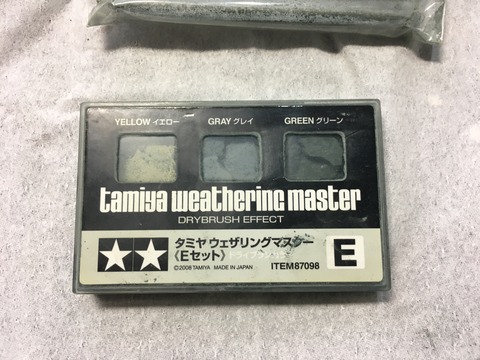 YELLOW イエロー GRAY グレイ GREEN グリーン
tamiya weathering master
DRYBRUSH EFFECT
タミヤ ウェザリングマスター
《Eセット》
©2008 TAMIYA MADE IN JAPAN ITEM87098
E